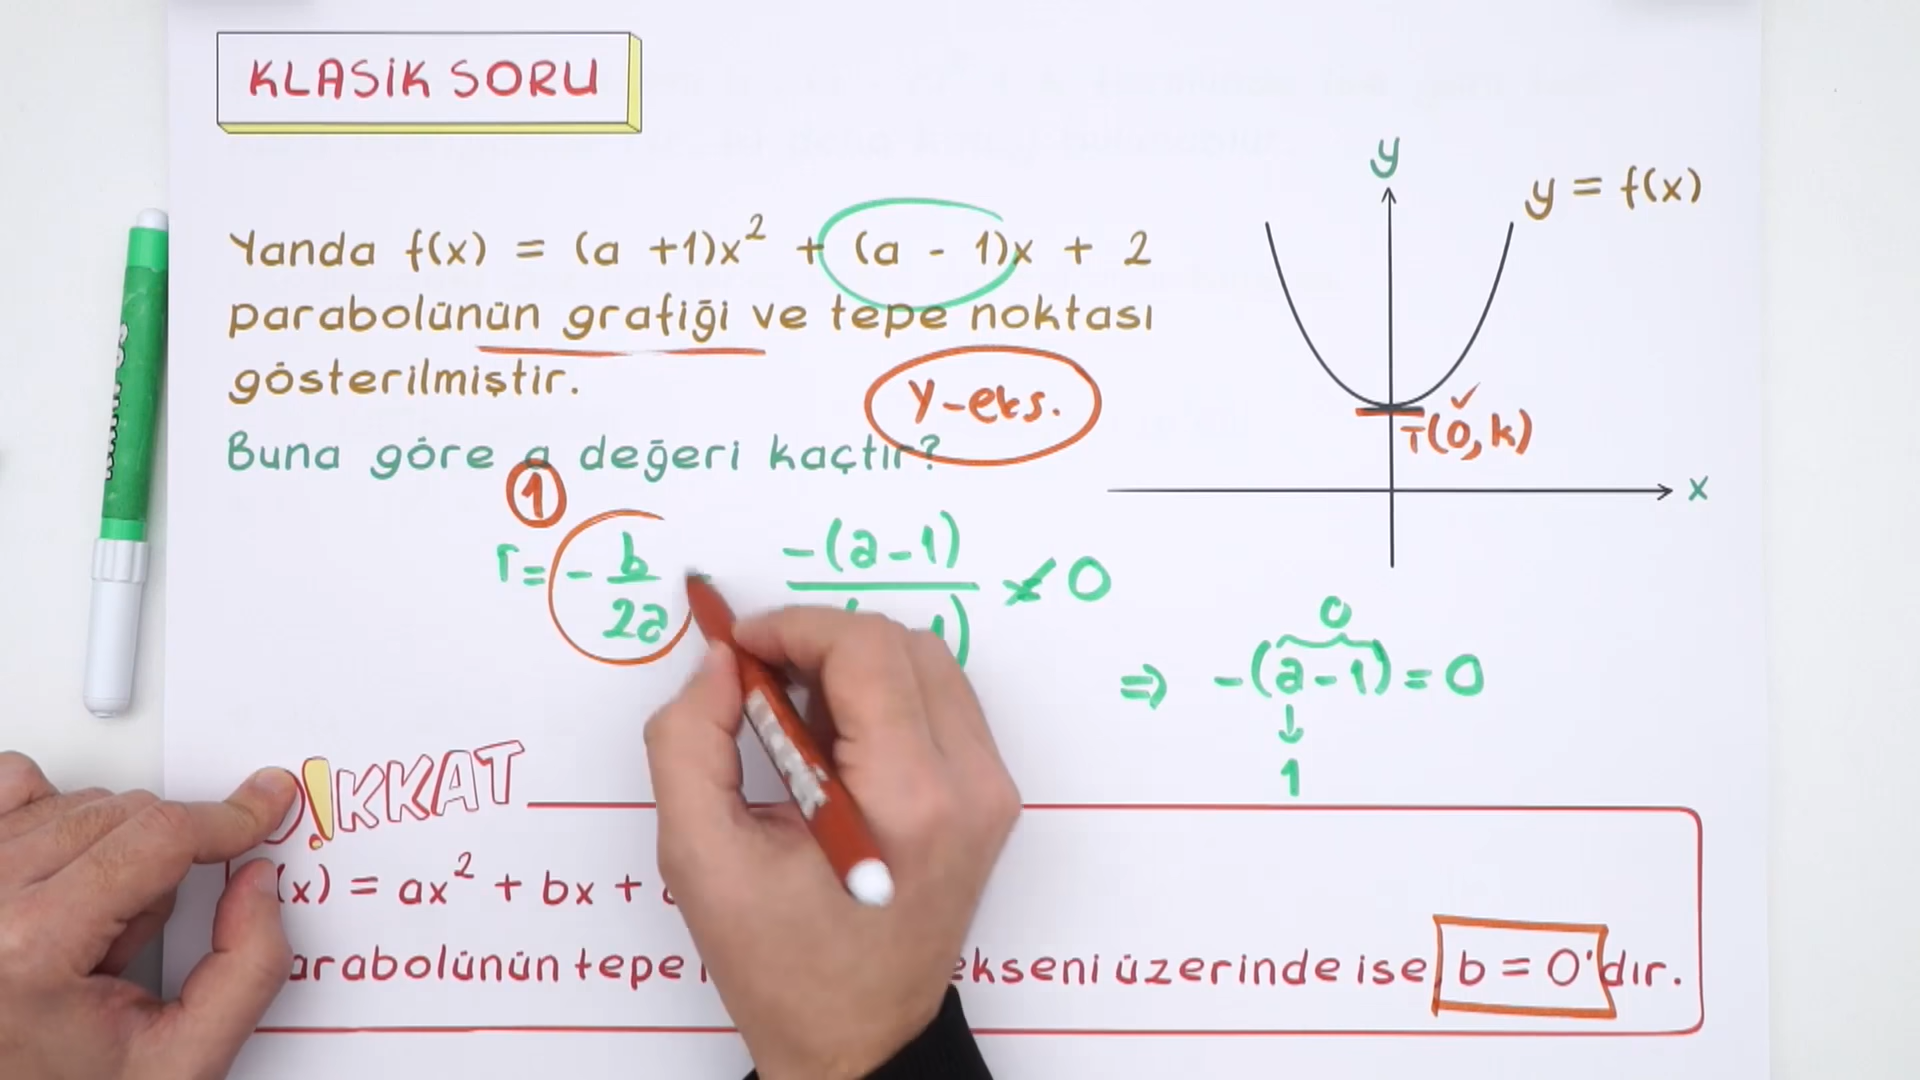 KLASİK SORU
Yanda f(x) = (a +1)x² + (a - 1)x + 2
parabolünün grafiği ve tepe noktası
gösterilmiştir.
Buna göre a değeri kaçtır?
y-eks.
1
y
y = f(x)
T(0, k)
x
r = - b/2a
-(a-1)
0
⇒ -(a-1) = 0
0
↓
1
D!KKAT
(x) = ax² + bx +
arabolünün tepe
ekseni üzerinde ise b = 0'dır.